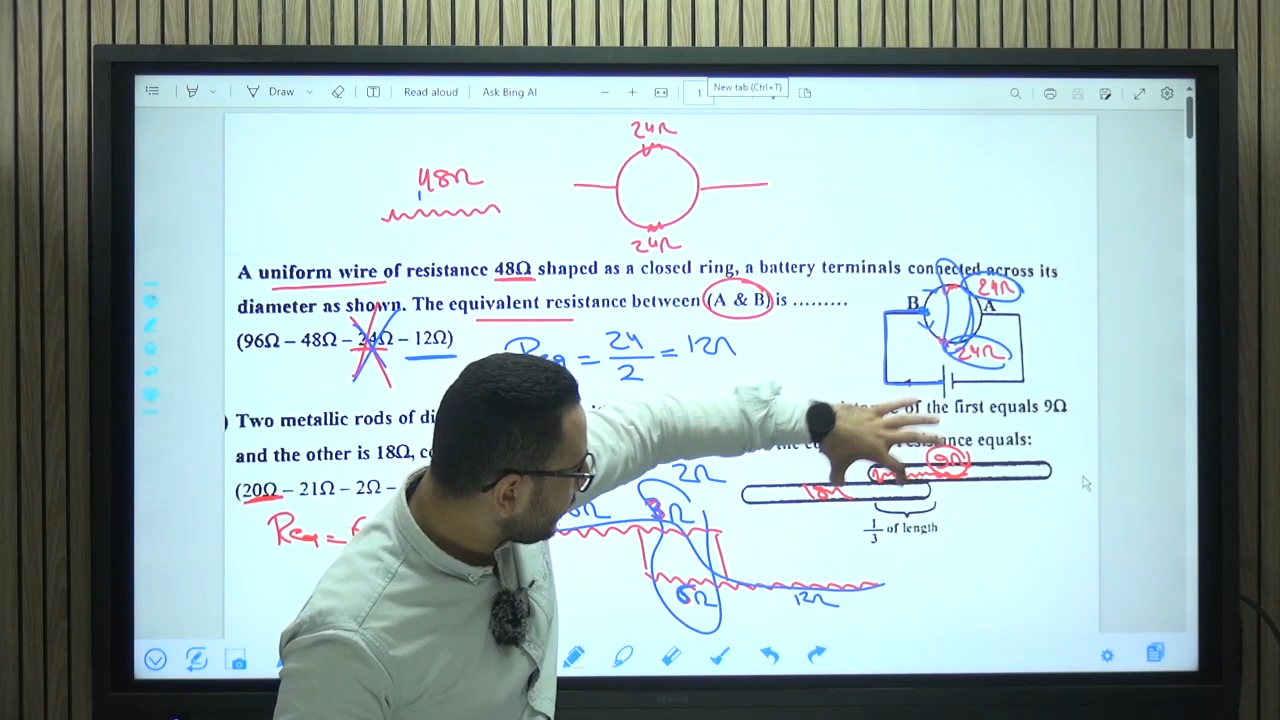 Draw
Read aloud
Ask Bing AI
1
New tab (Ctrl+T)
24Ω
48Ω
24Ω
A uniform wire of resistance 48Ω shaped as a closed ring, a battery terminals connected across its
diameter as shown. The equivalent resistance between (A & B) is .........
(96Ω – 48Ω – 24Ω – 12Ω)
= 24/2 = 12Ω
B
A
24Ω
24Ω
) Two metallic rods of
of the first equals 9Ω
and the other is 18Ω,
resistance equals:
(20Ω – 21Ω – 2Ω –
9Ω
18Ω
1/3 of length
Req =
2Ω
3Ω
6Ω
12Ω